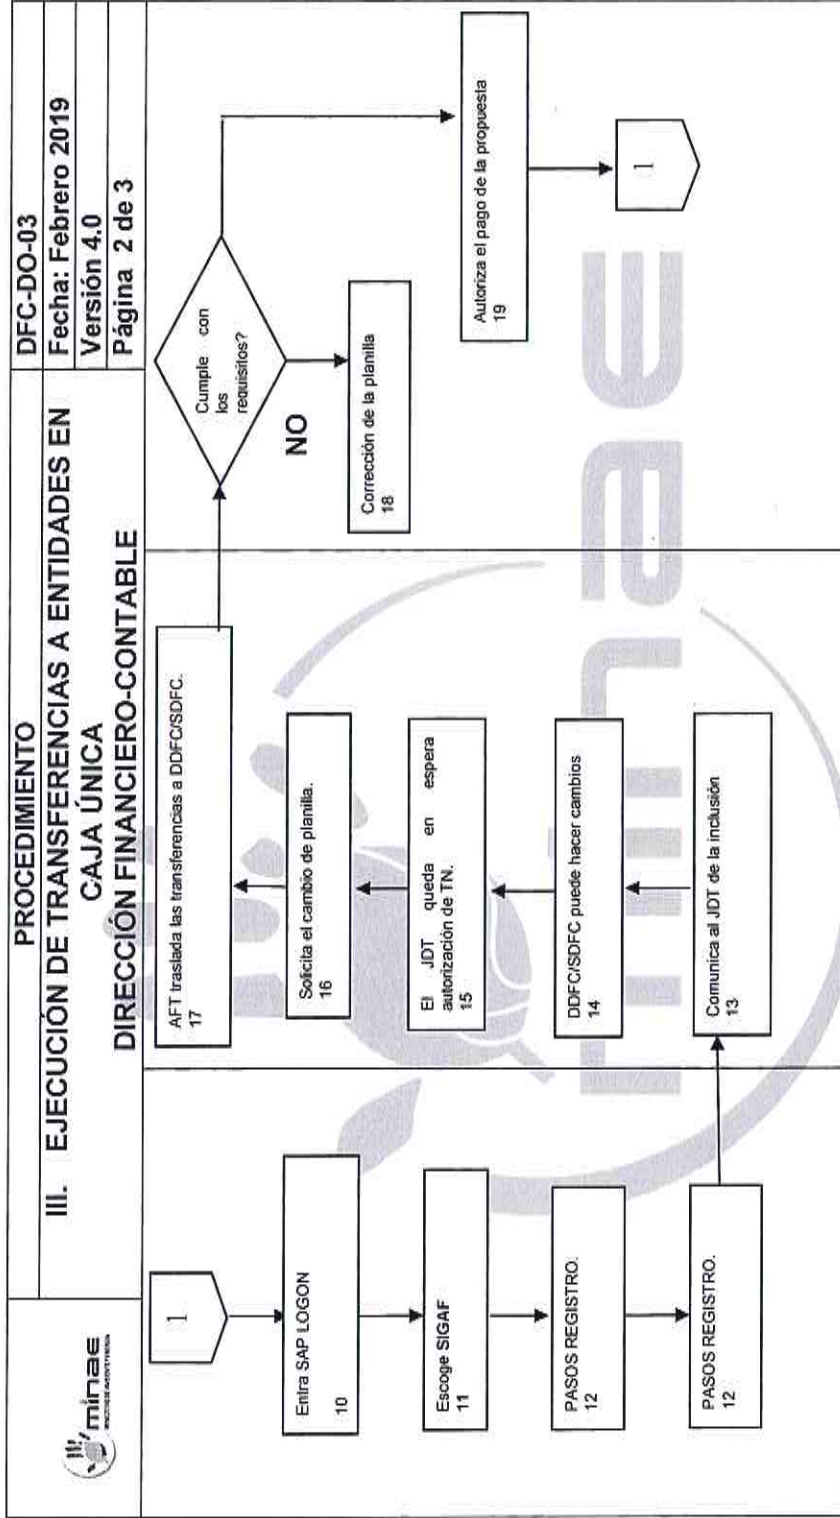 minae
PROCEDIMIENTO
III. EJECUCIÓN DE TRANSFERENCIAS A ENTIDADES EN
CAJA ÚNICA
DIRECCIÓN FINANCIERO-CONTABLE
DFC-DO-03
Fecha: Febrero 2019
Versión 4.0
Página 2 de 3
1
Entra SAP LOGON
10
Escoge SIGAF
11
PASOS REGISTRO.
12
PASOS REGISTRO.
12
Comunica al JDT de la inclusión
13
DDFC/SDFC puede hacer cambios
14
El JDT queda en espera
autorización de TN.
15
Solicita el cambio de planilla.
16
AFT traslada las transferencias a DDFC/SDFC.
17
Cumple con
los
requisitos?
NO
Corrección de la planilla
18
Autoriza el pago de la propuesta
19
1
minae